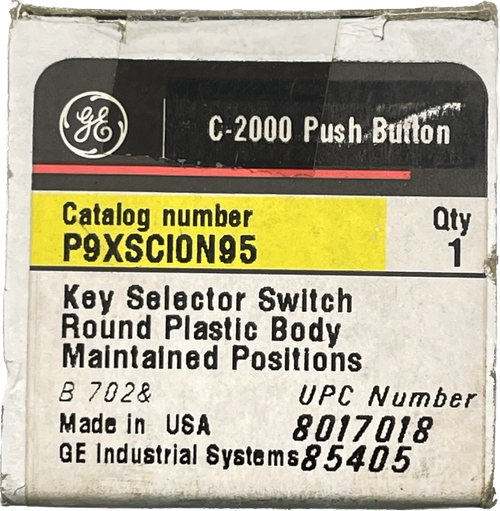 GE
C-2000 Push Button
Catalog number
P9XSCI0N95
Qty
1
Key Selector Switch
Round Plastic Body
Maintained Positions
B 702&
UPC Number
Made in USA
8017018
GE Industrial Systems
85405